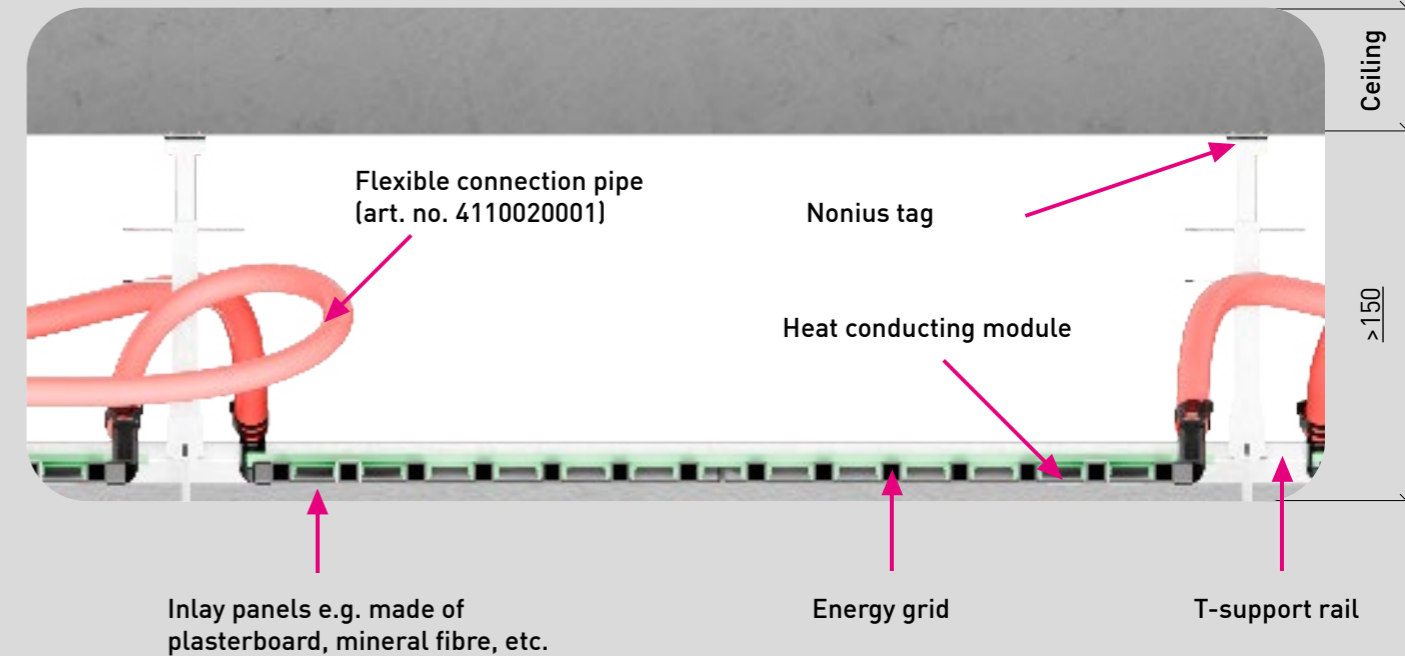 Ceiling
Flexible connection pipe
(art. no. 4110020001)
Nonius tag
Heat conducting module
>150
Inlay panels e.g. made of
plasterboard, mineral fibre, etc.
Energy grid
T-support rail